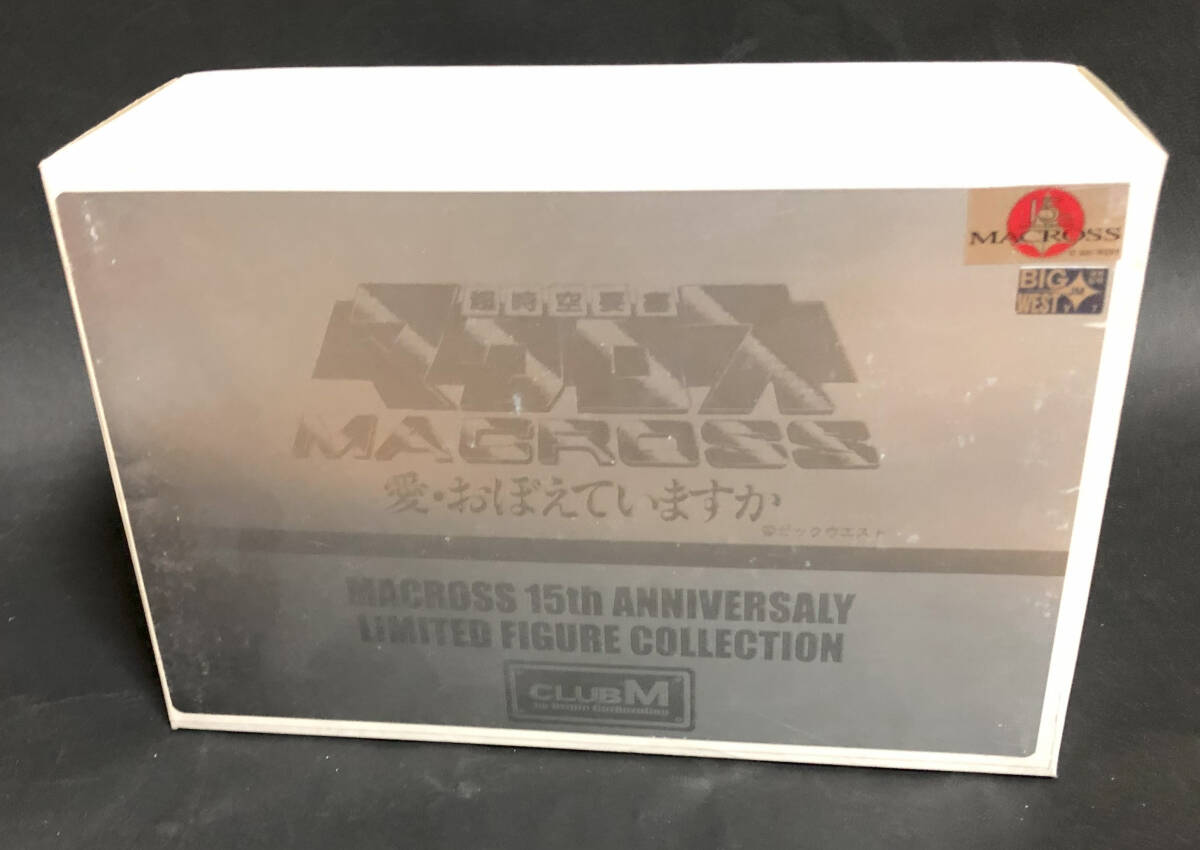 MACROSS
BIG
WEST
超時空要塞
マクロス
MACROSS
愛・おぼえていますか
©ビックウエスト
MACROSS 15th ANNIVERSALY
LIMITED FIGURE COLLECTION
CLUB M